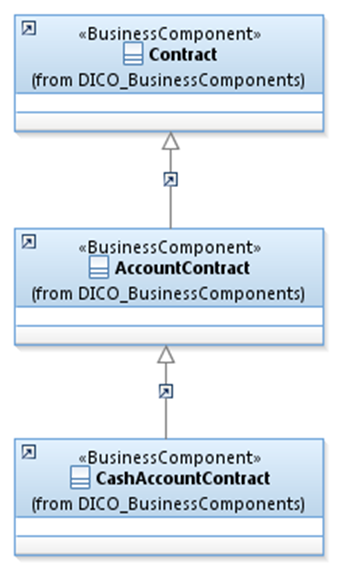 «BusinessComponent»
Contract
(from DICO_BusinessComponents)
«BusinessComponent»
AccountContract
(from DICO_BusinessComponents)
«BusinessComponent»
CashAccountContract
(from DICO_BusinessComponents)